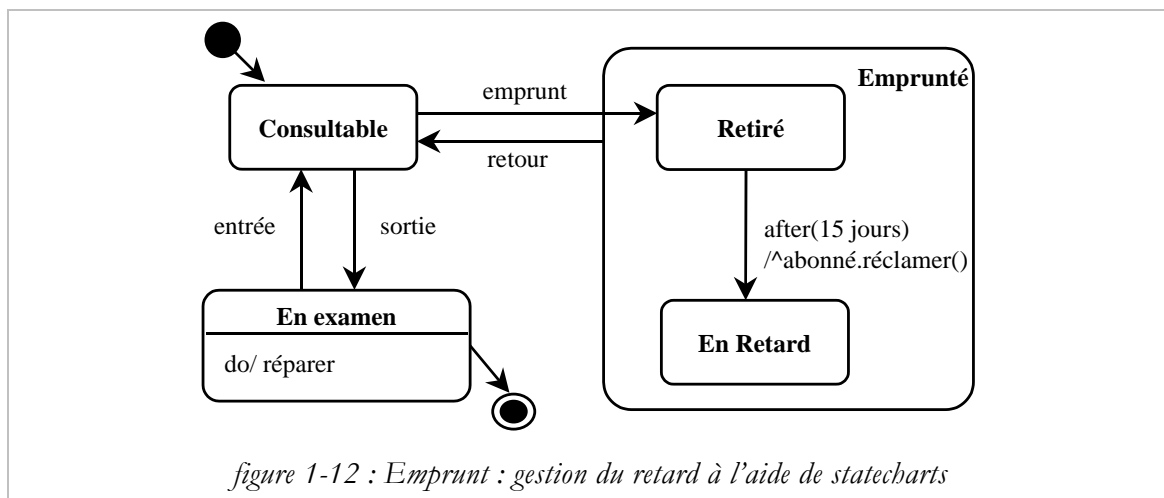 Emprunté
emprunt
Consultable
Retiré
retour
entrée
sortie
after(15 jours)
/^abonné.réclamer()
En examen
do/ réparer
En Retard
figure 1-12 : Emprunt : gestion du retard à l'aide de statecharts